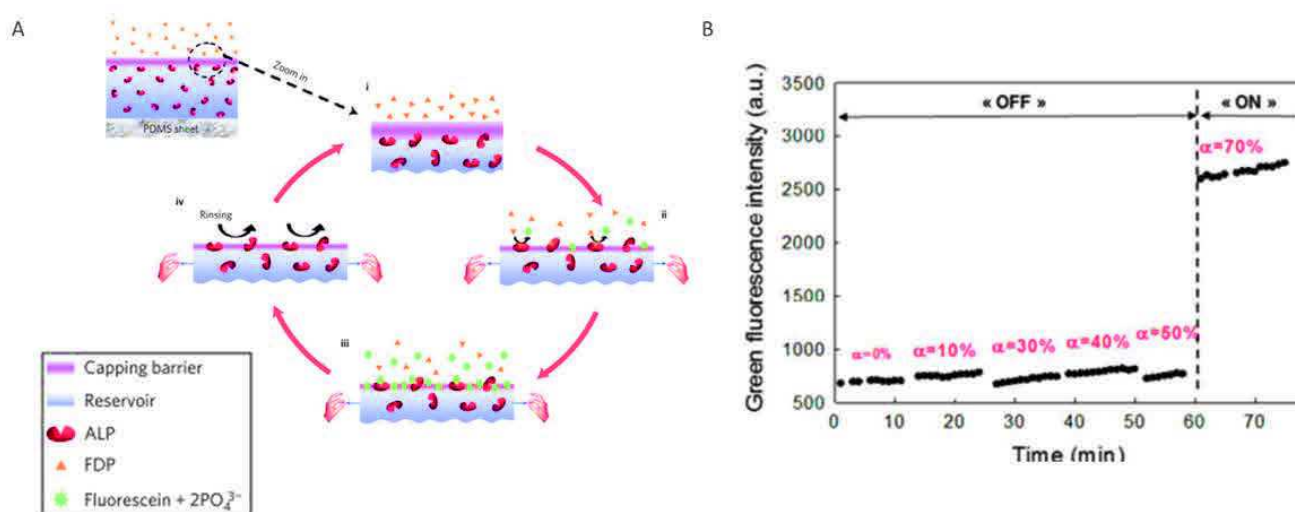 A
Zoom in
PDMS sheet
i
ii
iii
iv
Rinsing
Capping barrier
Reservoir
ALP
FDP
Fluorescein + 2PO₄³⁻
B
Green fluorescence intensity (a.u.)
3500
3000
2500
2000
1500
1000
500
« OFF »
« ON »
α=0%
α=10%
α=30%
α=40%
α=50%
α=70%
0 10 20 30 40 50 60 70
Time (min)